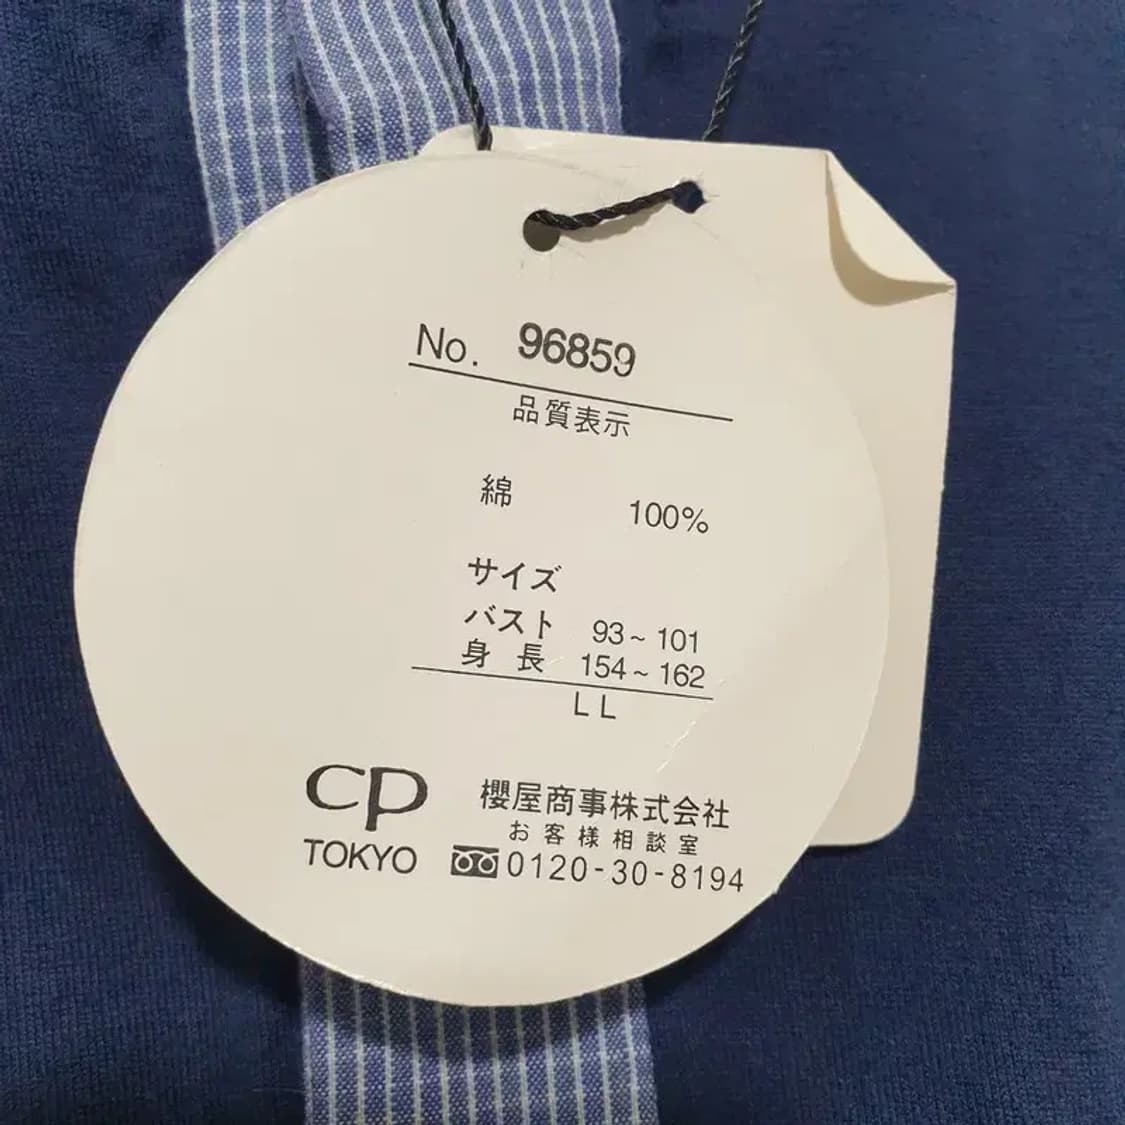 No. 96859
品質表示
綿 100%
サイズ
バスト 93~101
身長 154~162
LL
CP
TOKYO
櫻屋商事株式会社
お客様相談室
0120-30-8194